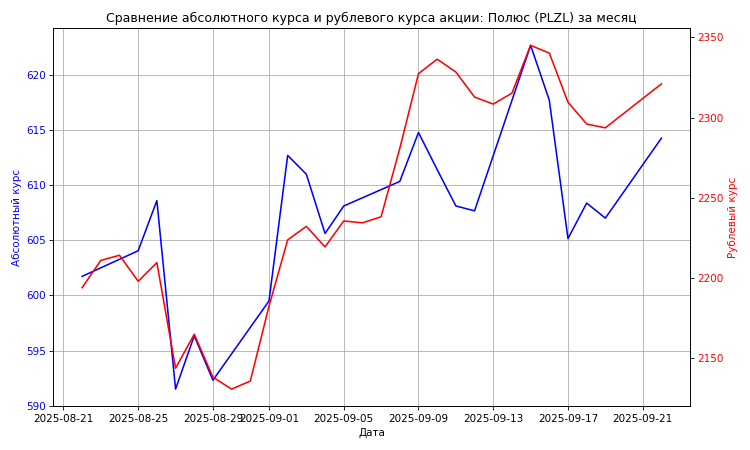 Сравнение абсолютного курса и рублевого курса акции: Полюс (PLZL) за месяц
Абсолютный курс
620
615
610
605
600
595
590
2350
2300
2250
2200
2150
Рублевый курс
2025-08-21 2025-08-25 2025-08-29 2025-09-01 2025-09-05 2025-09-09 2025-09-13 2025-09-17 2025-09-21
Дата